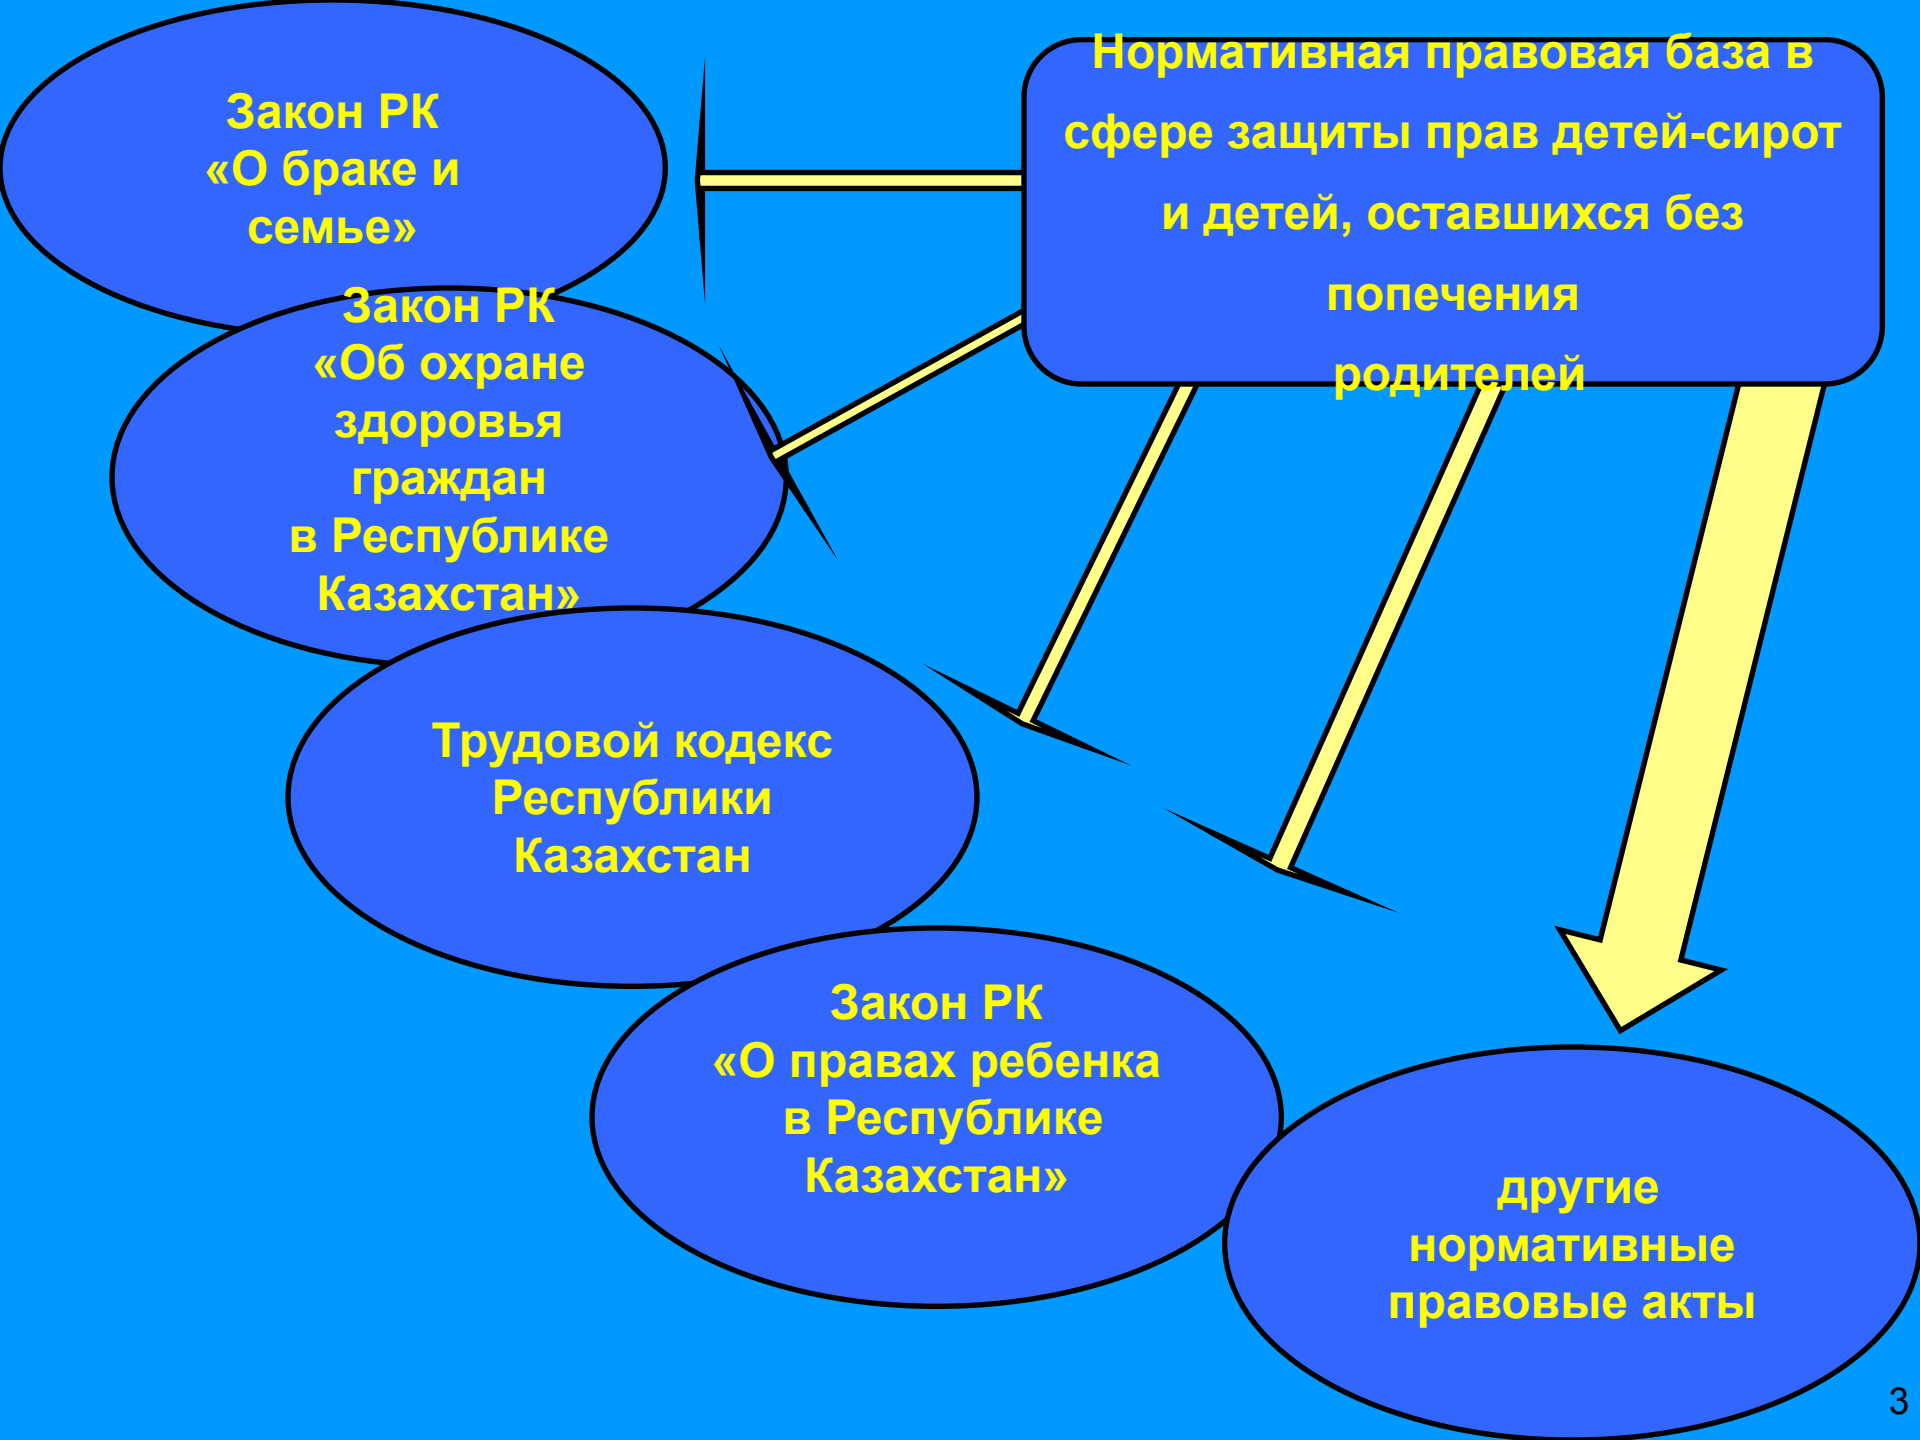 Нормативная правовая база в
сфере защиты прав детей-сирот
и детей, оставшихся без
попечения
родителей
Закон РК
«О браке и
семье»
Закон РК
«Об охране
здоровья
граждан
в Республике
Казахстан»
Трудовой кодекс
Республики
Казахстан
Закон РК
«О правах ребенка
в Республике
Казахстан»
другие
нормативные
правовые акты
3